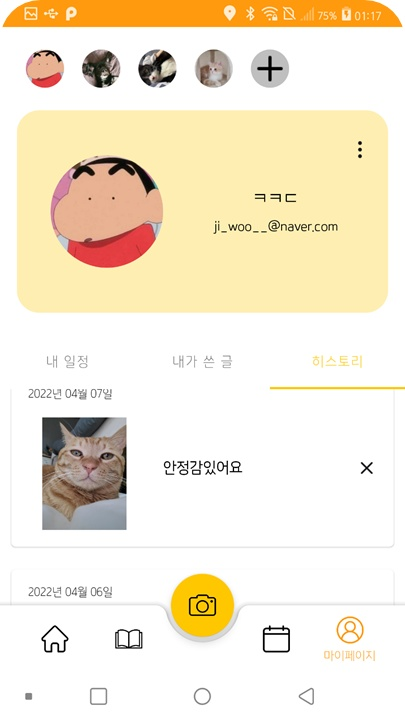 75% 01:17
ㅋㅋㄷ
ji_woo__@naver.com
내 일정
내가 쓴 글
히스토리
2022년 04월 07일
안정감있어요
2022년 04월 06일
마이페이지